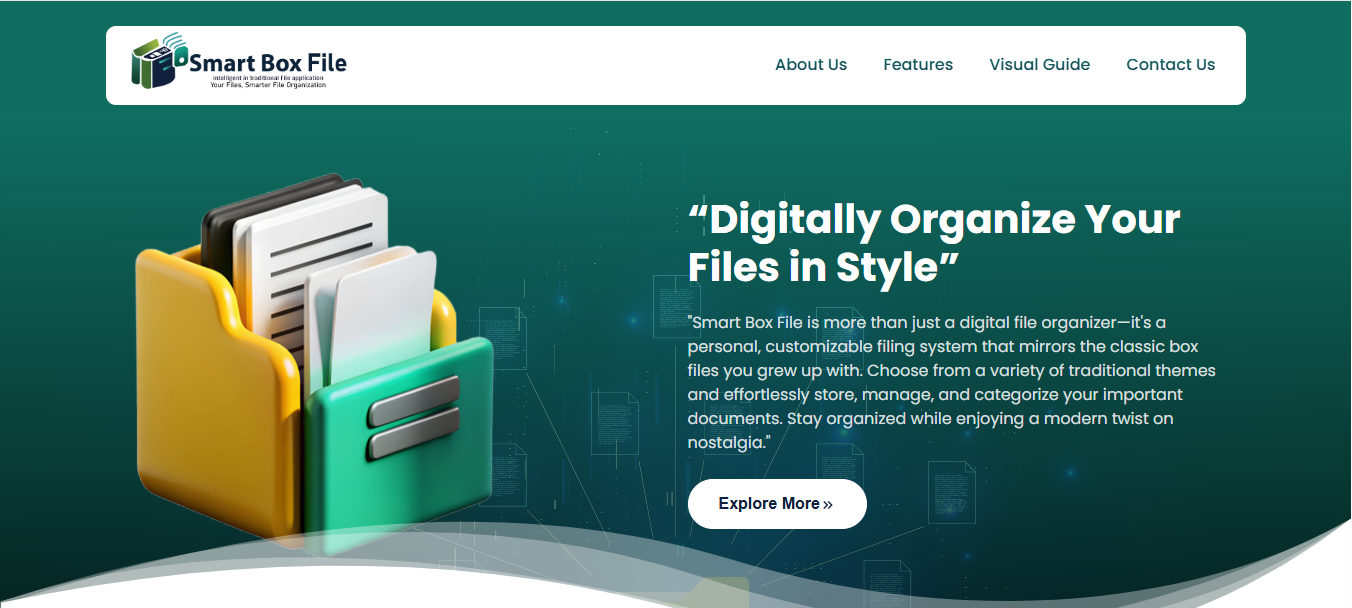 Smart Box File
Intelligent in traditional file application
Your Files, Smarter File Organization
About Us
Features
Visual Guide
Contact Us
“Digitally Organize Your
Files in Style”
"Smart Box File is more than just a digital file organizer—it's a
personal, customizable filing system that mirrors the classic box
files you grew up with. Choose from a variety of traditional themes
and effortlessly store, manage, and categorize your important
documents. Stay organized while enjoying a modern twist on
nostalgia."
Explore More »